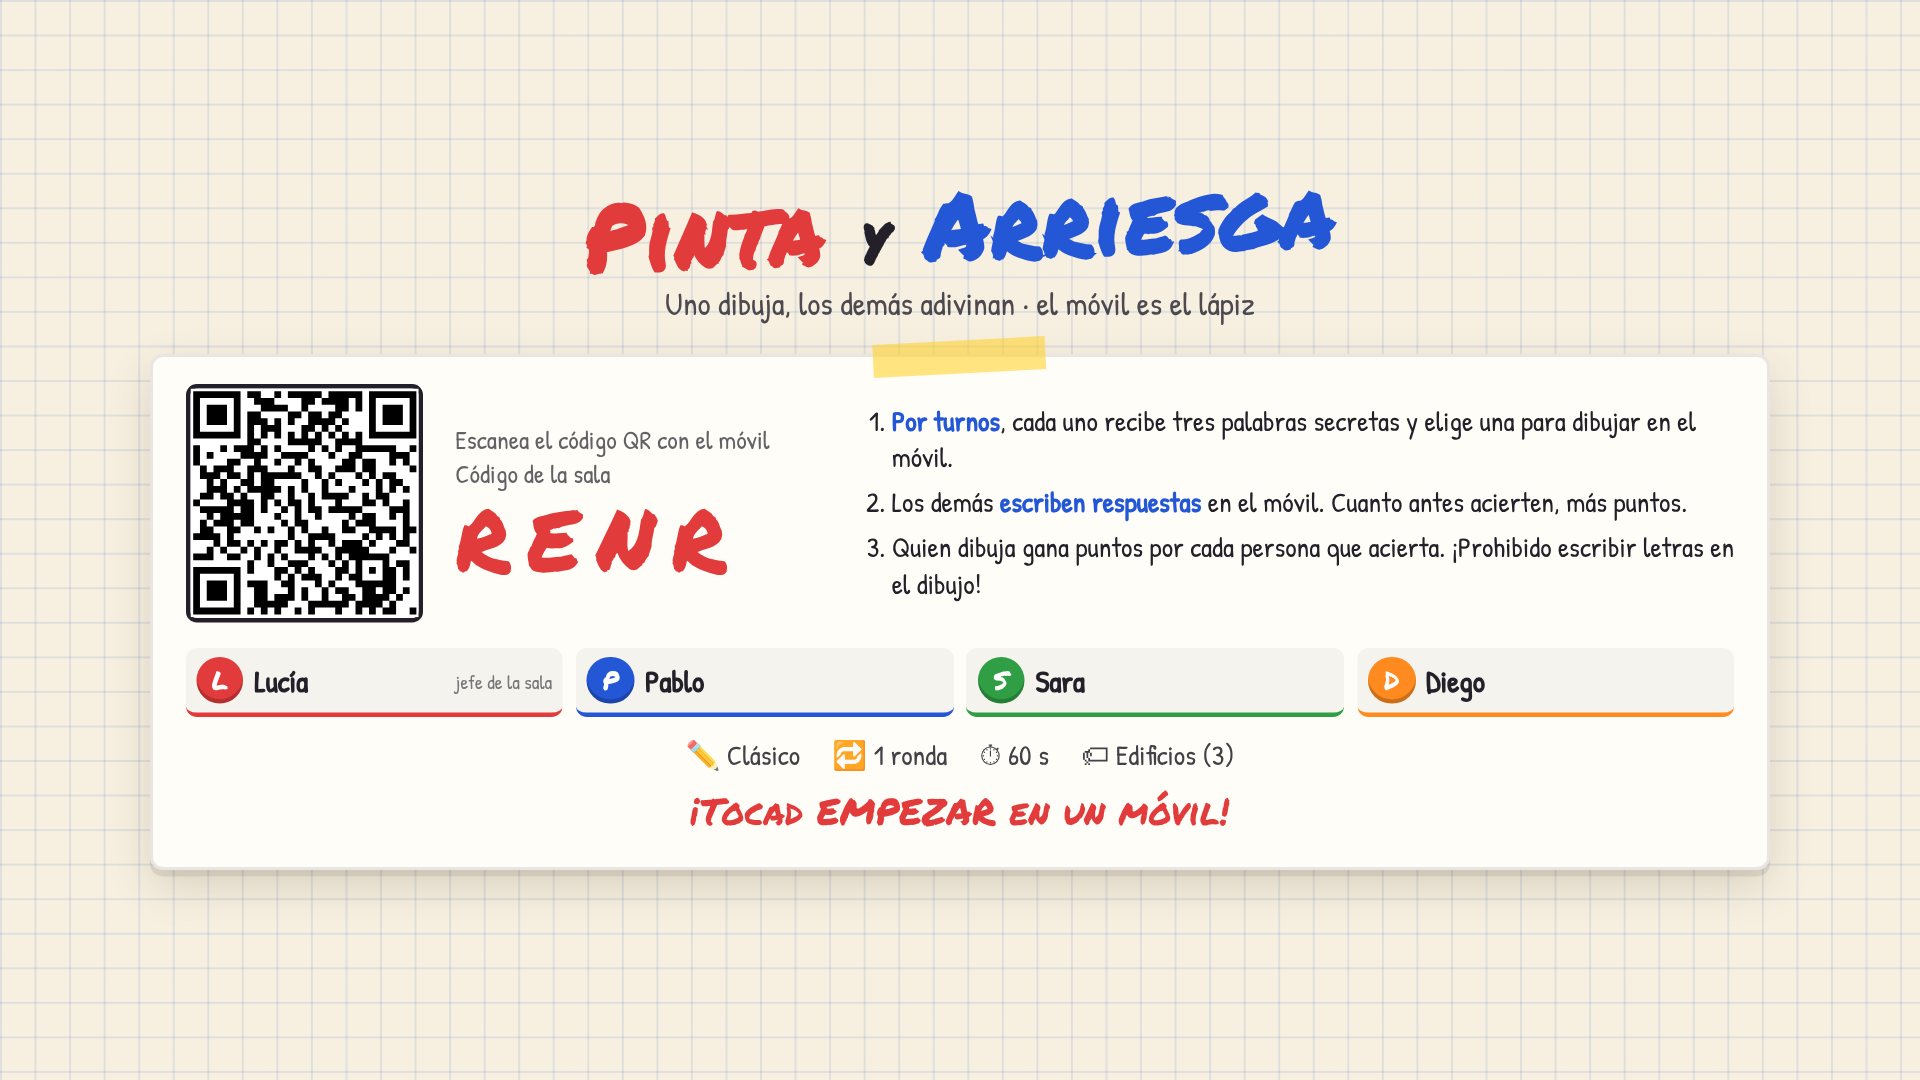 Pinta y Arriesga
Uno dibuja, los demás adivinan · el móvil es el lápiz
Escanea el código QR con el móvil
Código de la sala
RENR
1. Por turnos, cada uno recibe tres palabras secretas y elige una para dibujar en el
móvil.
2. Los demás escriben respuestas en el móvil. Cuanto antes acierten, más puntos.
3. Quien dibuja gana puntos por cada persona que acierta. ¡Prohibido escribir letras en
el dibujo!
L Lucía jefe de la sala
P Pablo
S Sara
D Diego
Clásico 1 ronda 60 s Edificios (3)
¡Tocad EMPEZAR en un móvil!